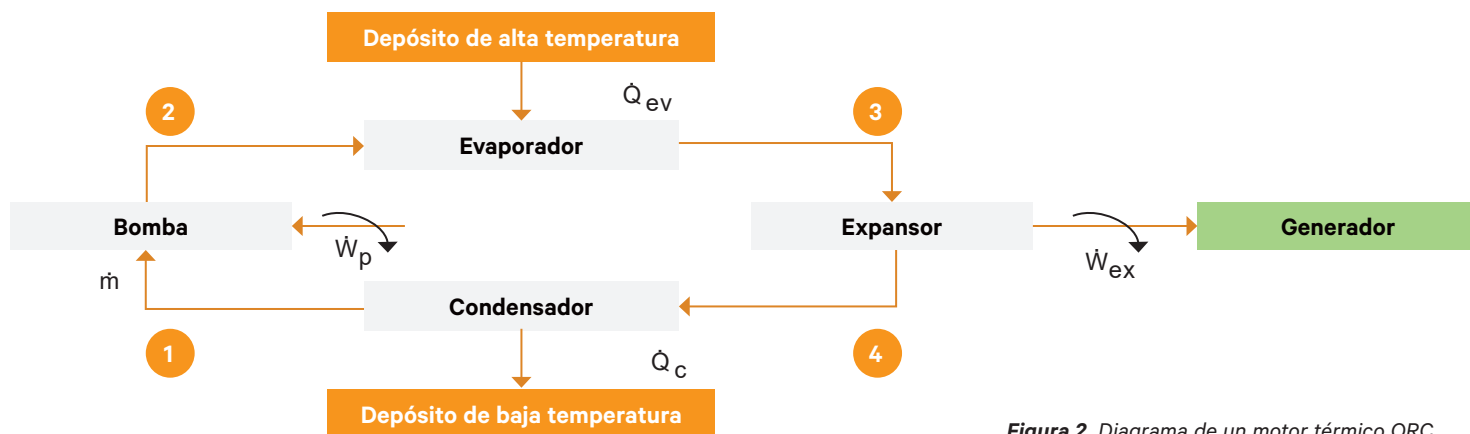 Depósito de alta temperatura
Q̇ ev
2
3
Evaporador
Bomba
Ẇp
Expansor
Ẇex
Generador
ṁ
Condensador
1
Q̇ c
4
Depósito de baja temperatura
Figura 2. Diagrama de un motor térmico ORC